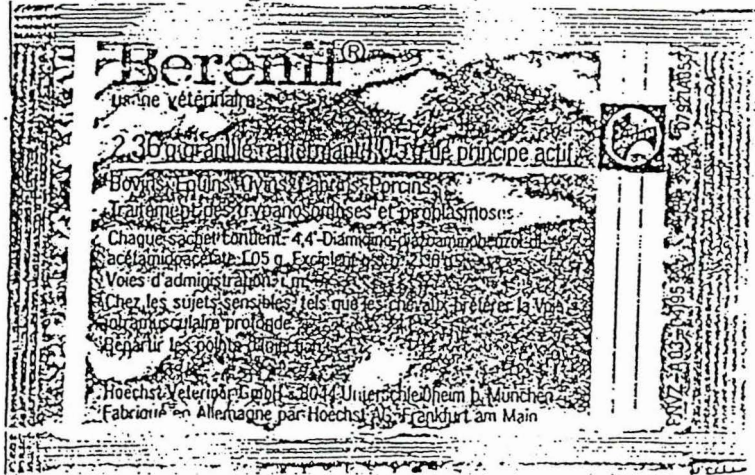 Berenil®
usage vétérinaire
2,36 g granulé renfermant 1,05 g de principe actif
Bovins, Equins, Ovins, Caprins, Porcins
Traitement des trypanosomoses et piroplasmoses
Chaque sachet contient: 4,4'-Diamidino-diazoaminobenzol-di-
acétamidoacétate 1,05 g, Excipient q.s.p. 2,36 g
Voies d'administration: i.m.
Chez les sujets sensibles, tels que les chevaux préférer la
intramusculaire profonde.
Répartir les points d'injection
Hoechst Veterinär GmbH · 8044 Unterschleißheim b. München
Fabriqué en Allemagne par Hoechst AG, Frankfurt am Main